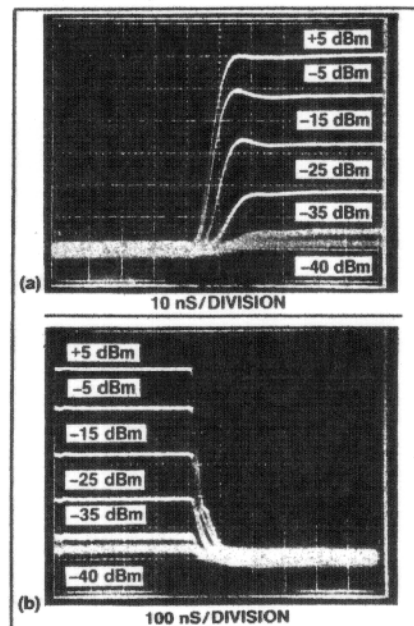 +5 dBm
–5 dBm
–15 dBm
–25 dBm
–35 dBm
–40 dBm
(a)
10 nS/DIVISION
+5 dBm
–5 dBm
–15 dBm
–25 dBm
–35 dBm
–40 dBm
(b)
100 nS/DIVISION